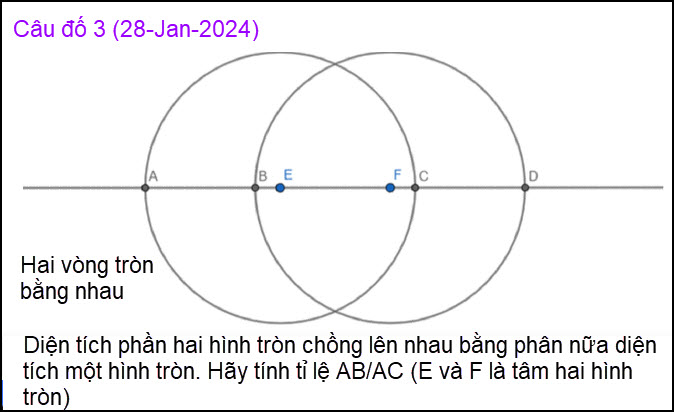 Câu đố 3 (28-Jan-2024)
A B E F C D
Hai vòng tròn
bằng nhau
Diện tích phần hai hình tròn chồng lên nhau bằng phân nữa diện
tích một hình tròn. Hãy tính tỉ lệ AB/AC (E và F là tâm hai hình
tròn)